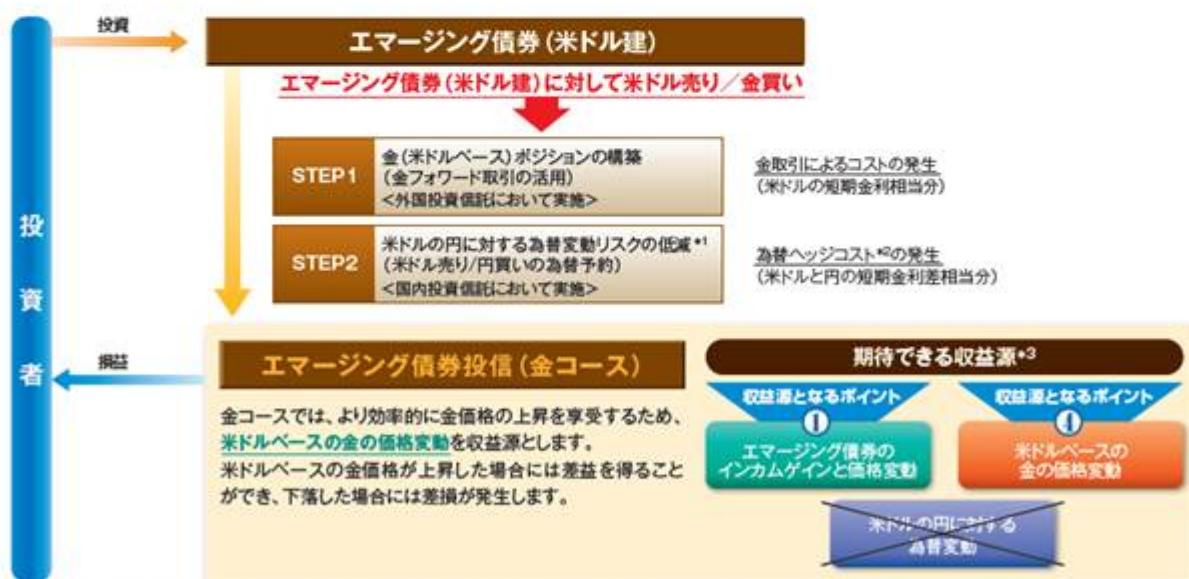 投資
エマージング債券(米ドル建)
エマージング債券(米ドル建)に対して米ドル売り/金買い
STEP1
金(米ドルベース)ポジションの構築
(金フォワード取引の活用)
<外国投資信託において実施>
金取引によるコストの発生
(米ドルの短期金利相当分)
STEP2
米ドルの円に対する為替変動リスクの低減*1
(米ドル売り/円買いの為替予約)
<国内投資信託において実施>
為替ヘッジコスト*2の発生
(米ドルと円の短期金利差相当分)
投資者
損益
エマージング債券投信(金コース)
金コースでは、より効率的に金価格の上昇を享受するため、
米ドルベースの金の価格変動を収益源とします。
米ドルベースの金価格が上昇した場合には差益を得ること
ができ、下落した場合には差損が発生します。
期待できる収益源*3
収益源となるポイント
1
エマージング債券の
インカムゲインと価格変動
収益源となるポイント
4
米ドルベースの
金の価格変動
米ドルの円に対する
為替変動